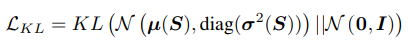 ℒ_{KL} = KL (𝒩 (μ(S), diag(σ²(S))) || 𝒩 (0, I))